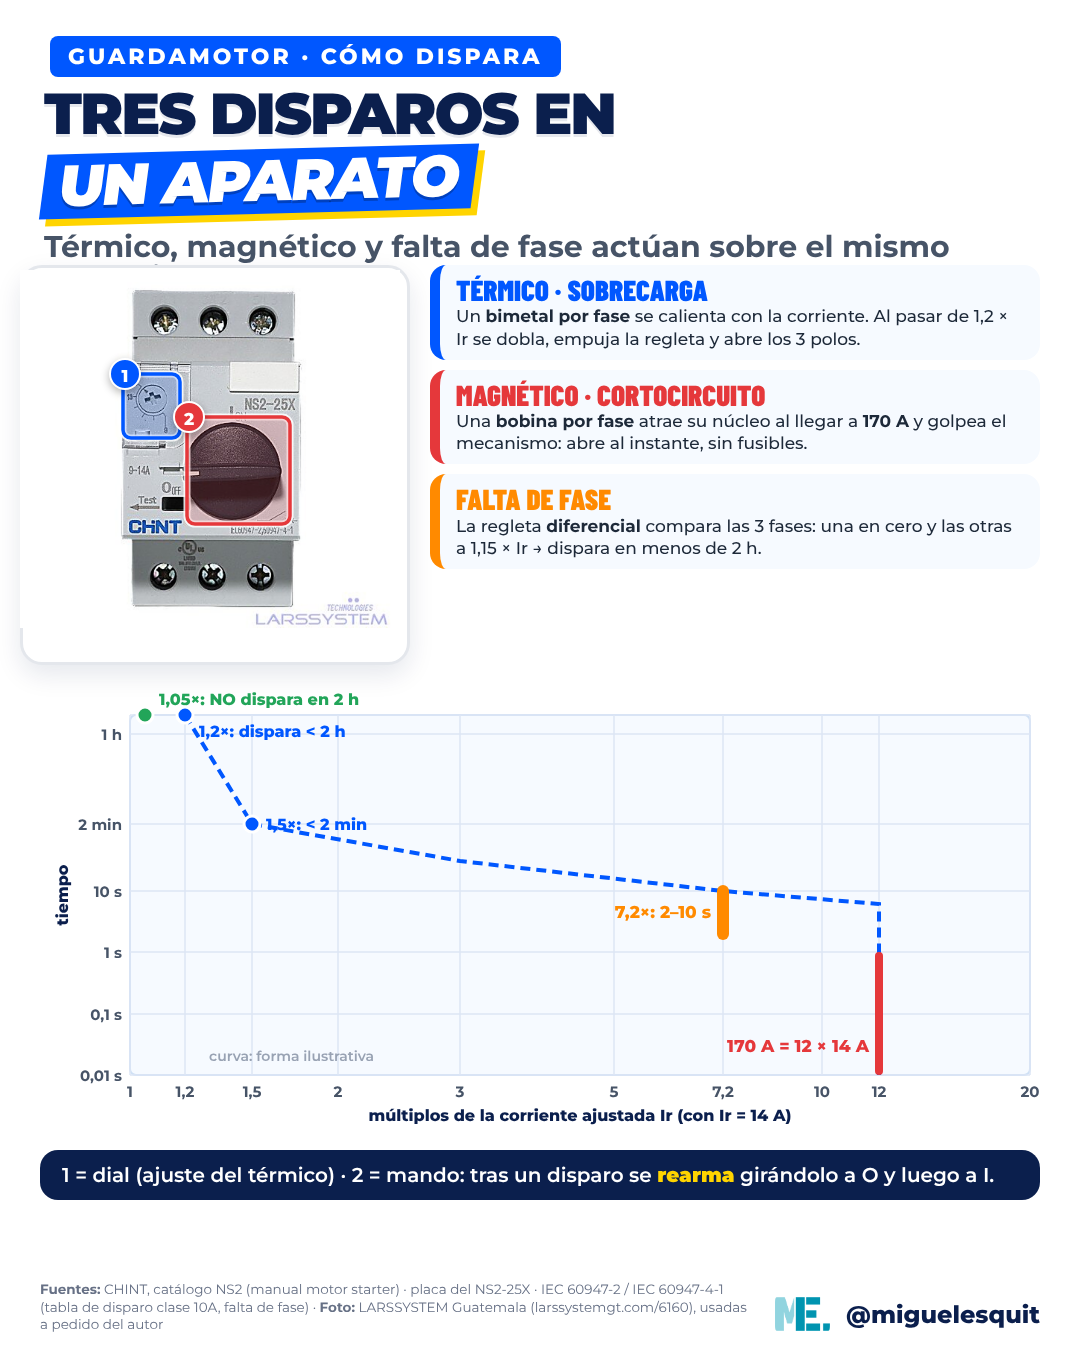 GUARDAMOTOR · CÓMO DISPARA
TRES DISPAROS EN
UN APARATO
Térmico, magnético y falta de fase actúan sobre el mismo
TÉRMICO · SOBRECARGA
Un bimetal por fase se calienta con la corriente. Al pasar de 1,2 ×
Ir se dobla, empuja la regleta y abre los 3 polos.
MAGNÉTICO · CORTOCIRCUITO
Una bobina por fase atrae su núcleo al llegar a 170 A y golpea el
mecanismo: abre al instante, sin fusibles.
FALTA DE FASE
La regleta diferencial compara las 3 fases: una en cero y las otras
a 1,15 × Ir → dispara en menos de 2 h.
1
2
NS2-25X
9-14A
OOFF
Test
CHNT
EC60947-2,60947-4-1
TECHNOLOGIES
LARSSYSTEM
1,05×: NO dispara en 2 h
1,2×: dispara < 2 h
1,5×: < 2 min
7,2×: 2–10 s
170 A = 12 × 14 A
curva: forma ilustrativa
tiempo
1 h
2 min
10 s
1 s
0,1 s
0,01 s
1 1,2 1,5 2 3 5 7,2 10 12 20
múltiplos de la corriente ajustada Ir (con Ir = 14 A)
1 = dial (ajuste del térmico) · 2 = mando: tras un disparo se rearma girándolo a O y luego a I.
Fuentes: CHINT, catálogo NS2 (manual motor starter) · placa del NS2-25X · IEC 60947-2 / IEC 60947-4-1
(tabla de disparo clase 10A, falta de fase) · Foto: LARSSYSTEM Guatemala (larssystemgt.com/6160), usadas
a pedido del autor
ME.
@miguelesquit